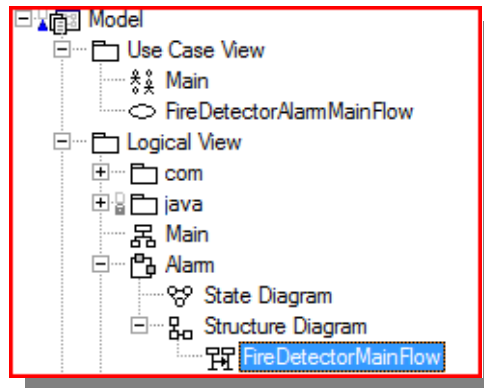 Model
Use Case View
Main
FireDetectorAlarmMainFlow
Logical View
com
java
Main
Alarm
State Diagram
Structure Diagram
FireDetectorMainFlow